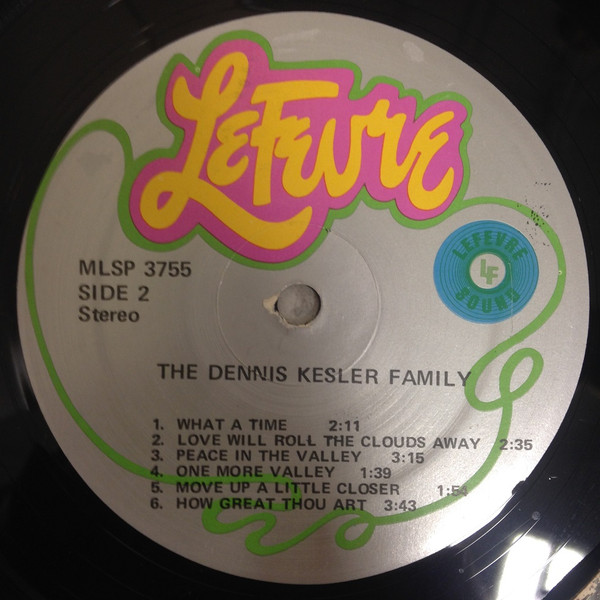 LEFEVRE
LEFEVRE
LF
SOUND
MLSP 3755
SIDE 2
Stereo
THE DENNIS KESLER FAMILY
1. WHAT A TIME 2:11
2. LOVE WILL ROLL THE CLOUDS AWAY 2:35
3. PEACE IN THE VALLEY 3:15
4. ONE MORE VALLEY 1:39
5. MOVE UP A LITTLE CLOSER 1:54
6. HOW GREAT THOU ART 3:43